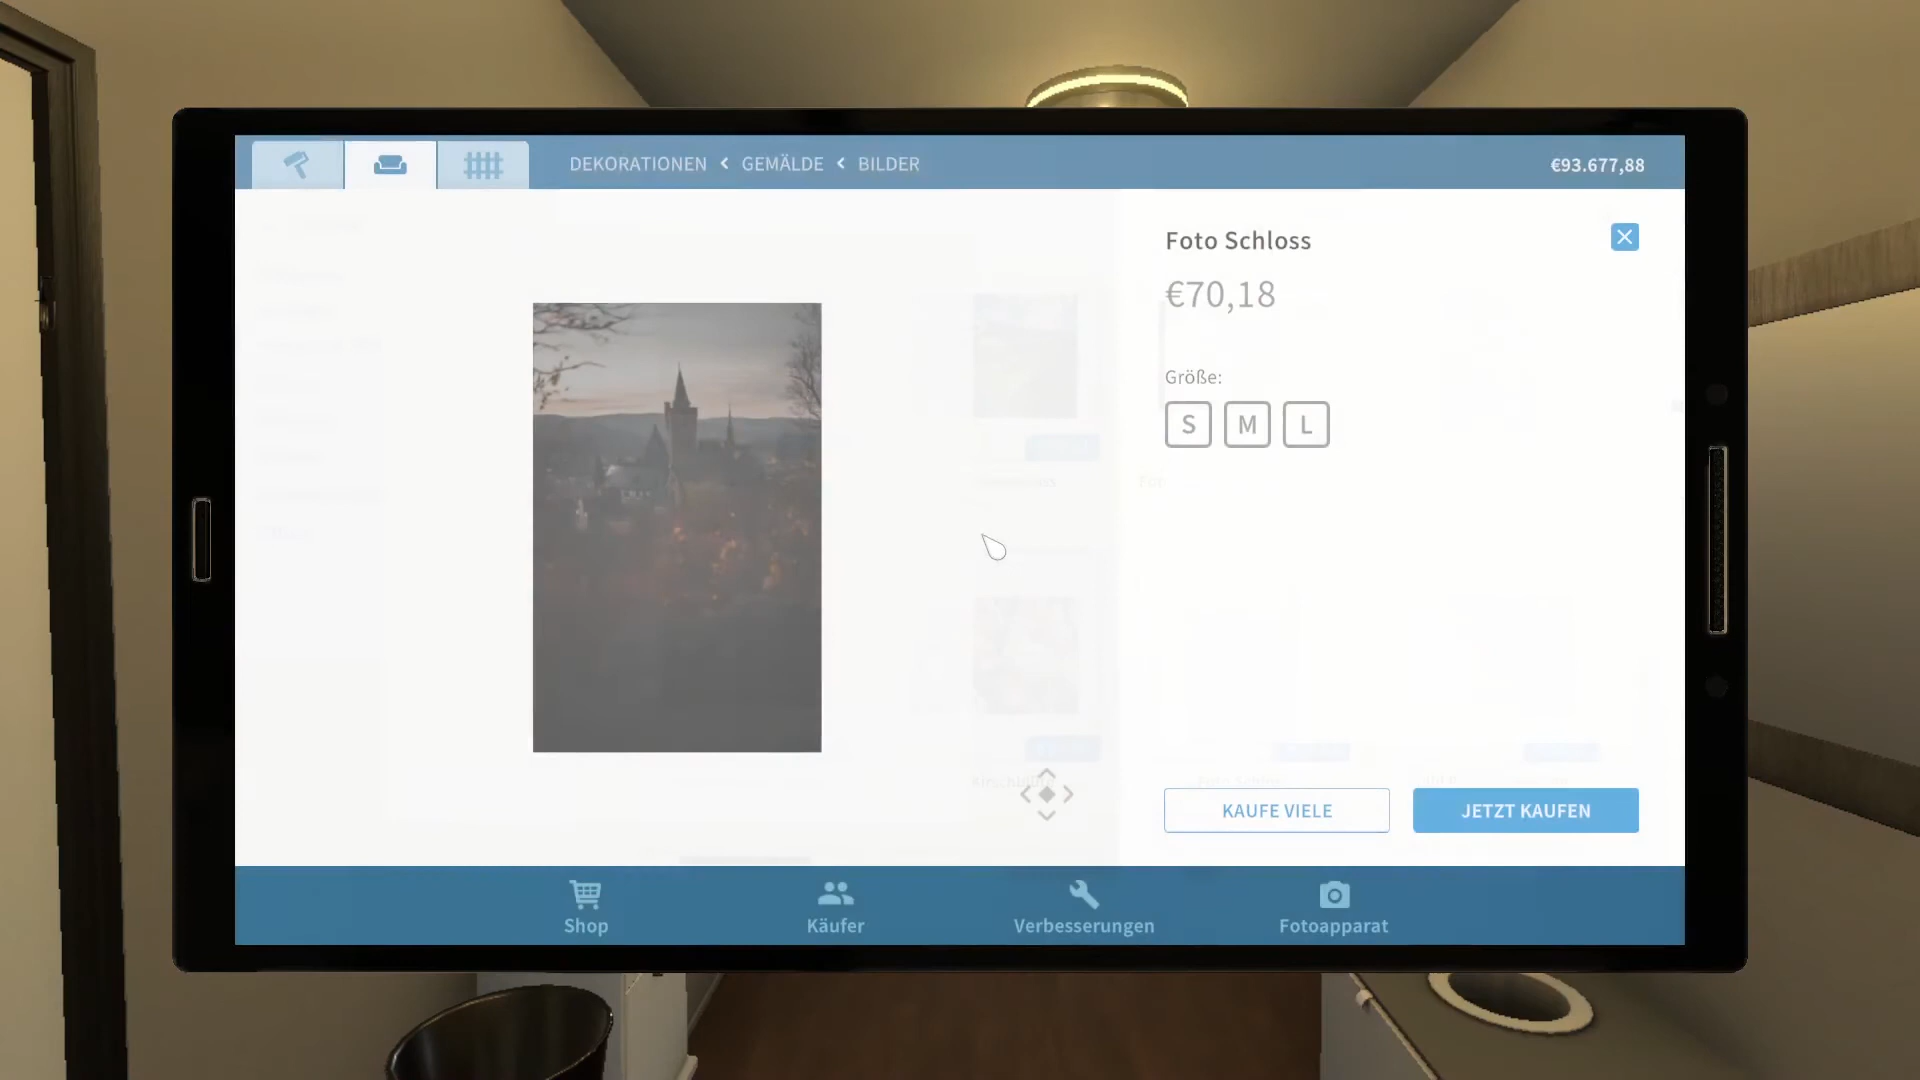 DEKORATIONEN < GEMÄLDE < BILDER
€93.677,88
Foto Schloss
€70,18
Größe:
S M L
KAUFE VIELE
JETZT KAUFEN
Shop
Käufer
Verbesserungen
Fotoapparat